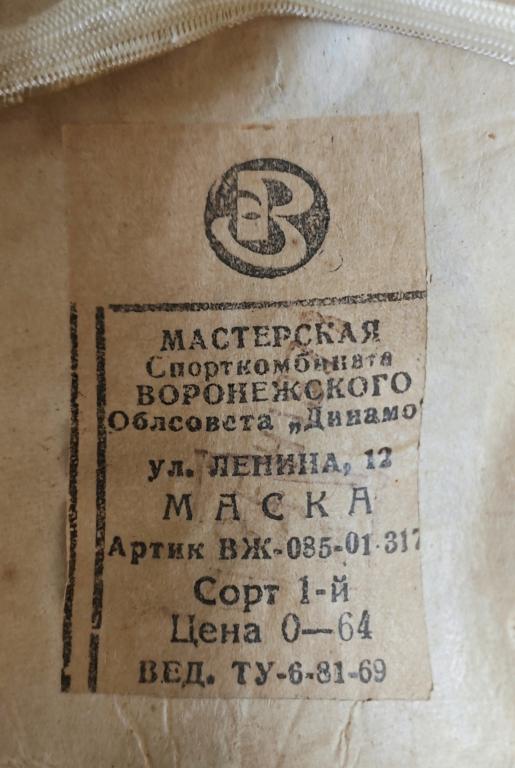 МАСТЕРСКАЯ
Спорткомбината
ВОРОНЕЖСКОГО
Облсовета „Динамо"
ул. ЛЕНИНА, 12
МАСКА
Артик ВЖ-085-01-317
Сорт 1-й
Цена 0—64
ВЕД. ТУ-6-81-69